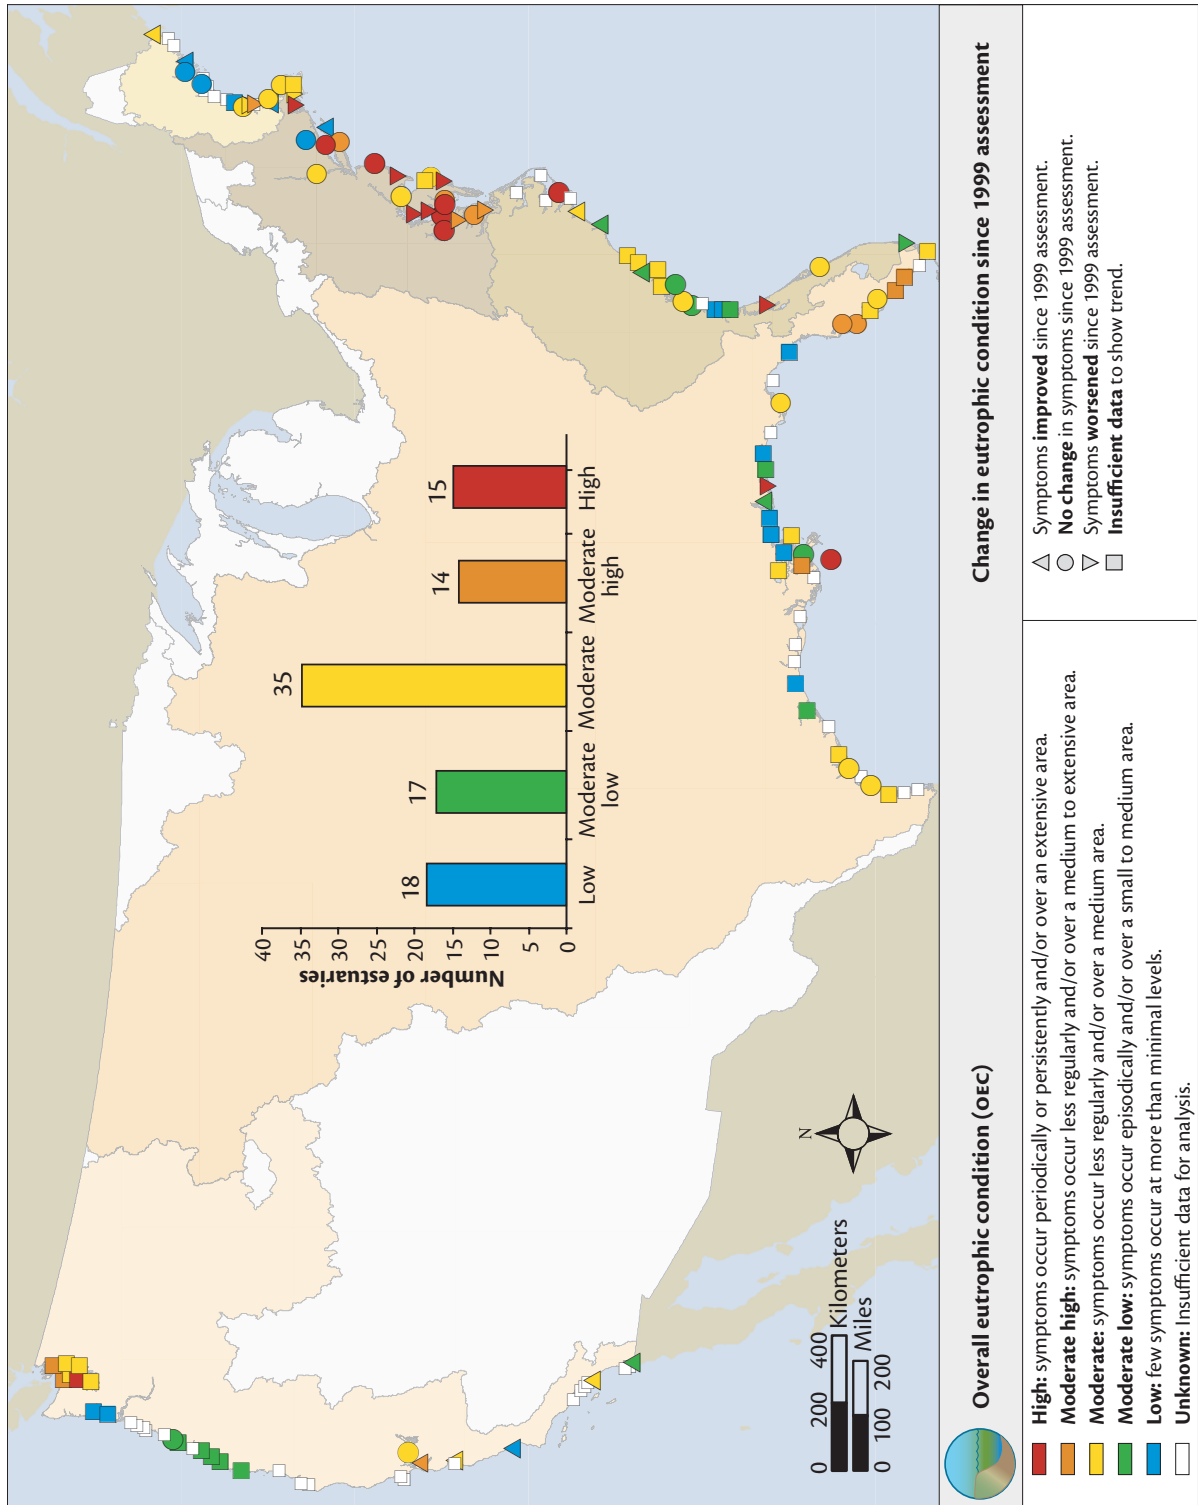 40
35
30
25
20
15
10
5
0
Number of estuaries
18
17
35
14
15
Low
Moderate
low
Moderate
Moderate
high
High
N
0 200 400
Kilometers
0 100 200
Miles
Overall eutrophic condition (OEC)
High: symptoms occur periodically or persistently and/or over an extensive area.
Moderate high: symptoms occur less regularly and/or over a medium to extensive area.
Moderate: symptoms occur less regularly and/or over a medium area.
Moderate low: symptoms occur episodically and/or over a small to medium area.
Low: few symptoms occur at more than minimal levels.
Unknown: Insufficient data for analysis.
Change in eutrophic condition since 1999 assessment
Symptoms improved since 1999 assessment.
No change in symptoms since 1999 assessment.
Symptoms worsened since 1999 assessment.
Insufficient data to show trend.